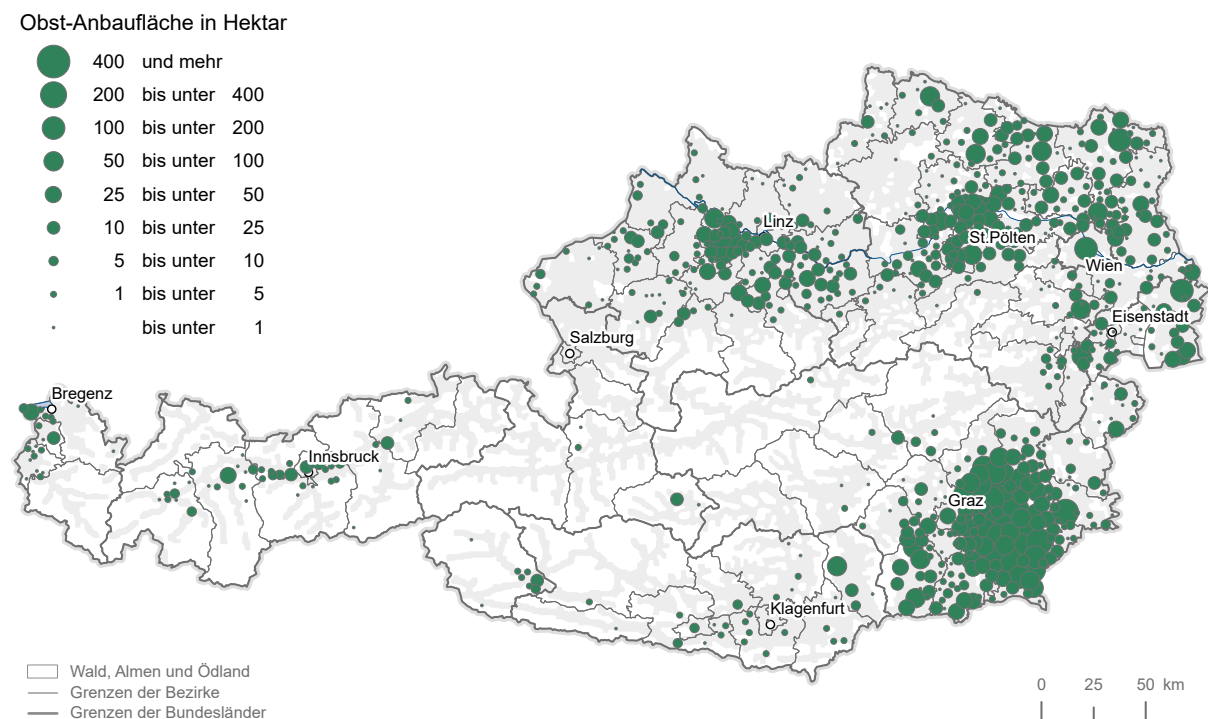 Obst-Anbaufläche in Hektar
400 und mehr
200 bis unter 400
100 bis unter 200
50 bis unter 100
25 bis unter 50
10 bis unter 25
5 bis unter 10
1 bis unter 5
bis unter 1
Linz
St.Pölten
Wien
Eisenstadt
Salzburg
Bregenz
Innsbruck
Graz
Klagenfurt
Wald, Almen und Ödland
Grenzen der Bezirke
Grenzen der Bundesländer
0 25 50 km